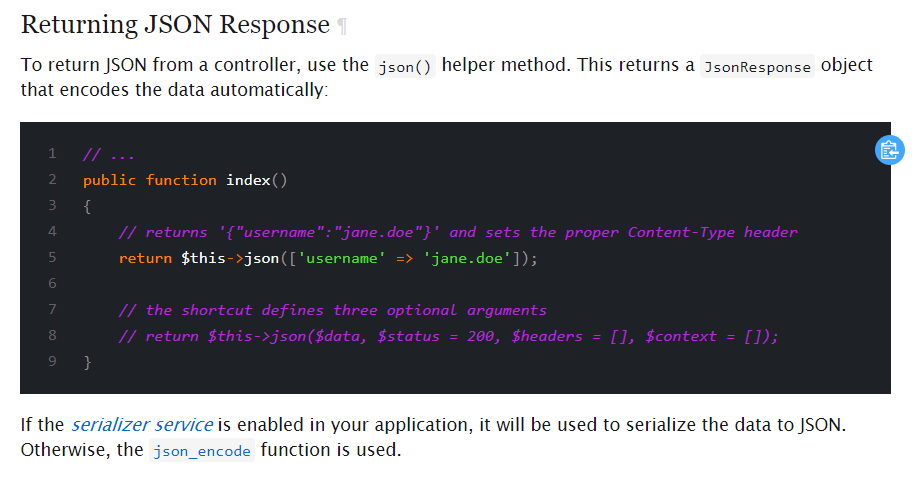 Returning JSON Response ¶
To return JSON from a controller, use the json() helper method. This returns a JsonResponse object
that encodes the data automatically:
1 // ...
2 public function index()
3 {
4     // returns '{"username":"jane.doe"}' and sets the proper Content-Type header
5     return $this->json(['username' => 'jane.doe']);
6
7     // the shortcut defines three optional arguments
8     // return $this->json($data, $status = 200, $headers = [], $context = []);
9 }
If the serializer service is enabled in your application, it will be used to serialize the data to JSON.
Otherwise, the json_encode function is used.